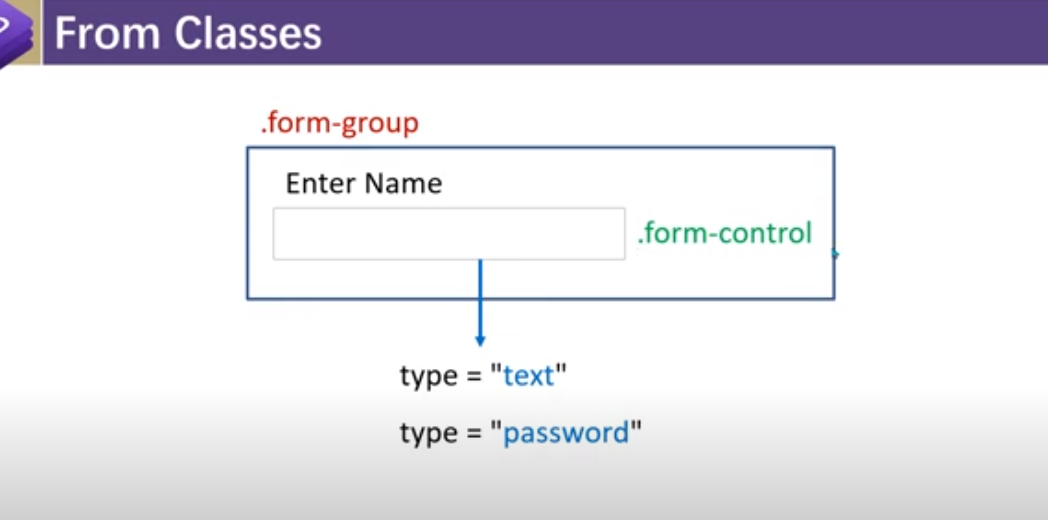 From Classes
.form-group
Enter Name
.form-control
type = "text"
type = "password"